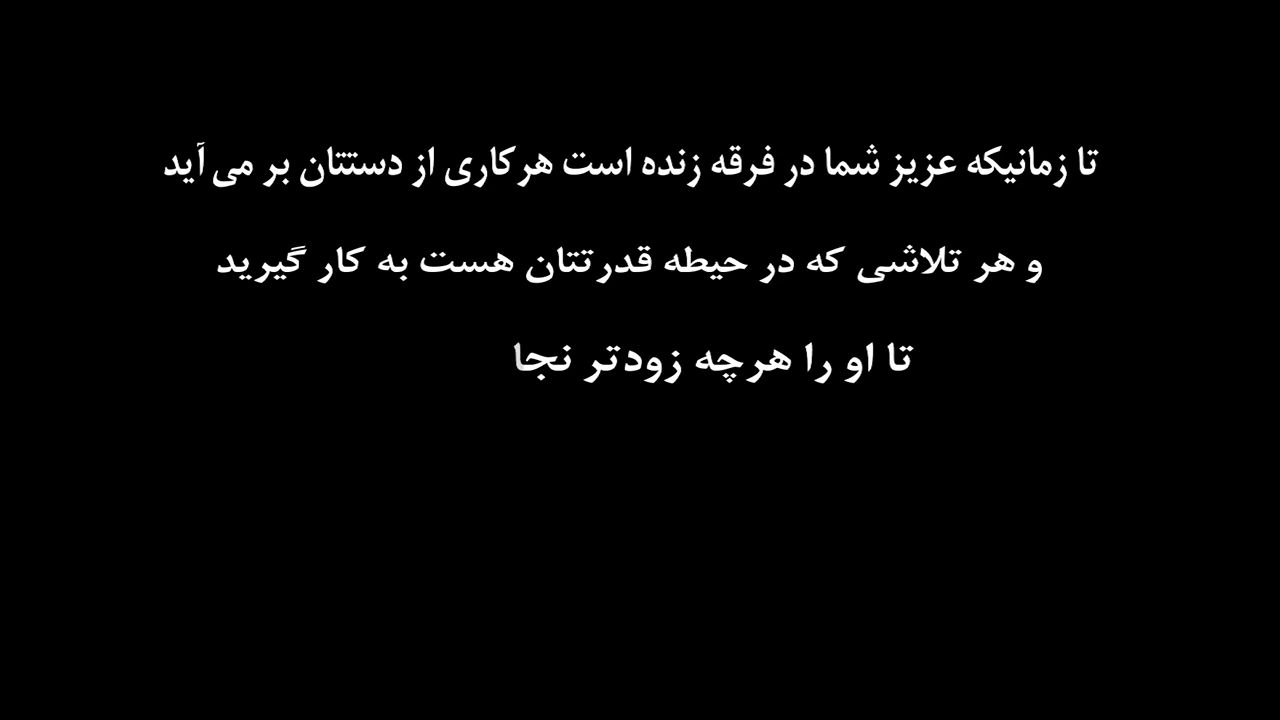 تا زمانیکه عزیز شما در فرقه زنده است هرکاری از دستتان بر می آید
و هر تلاشی که در حیطه قدرتتان هست به کار گیرید
تا او را هرچه زودتر نجا